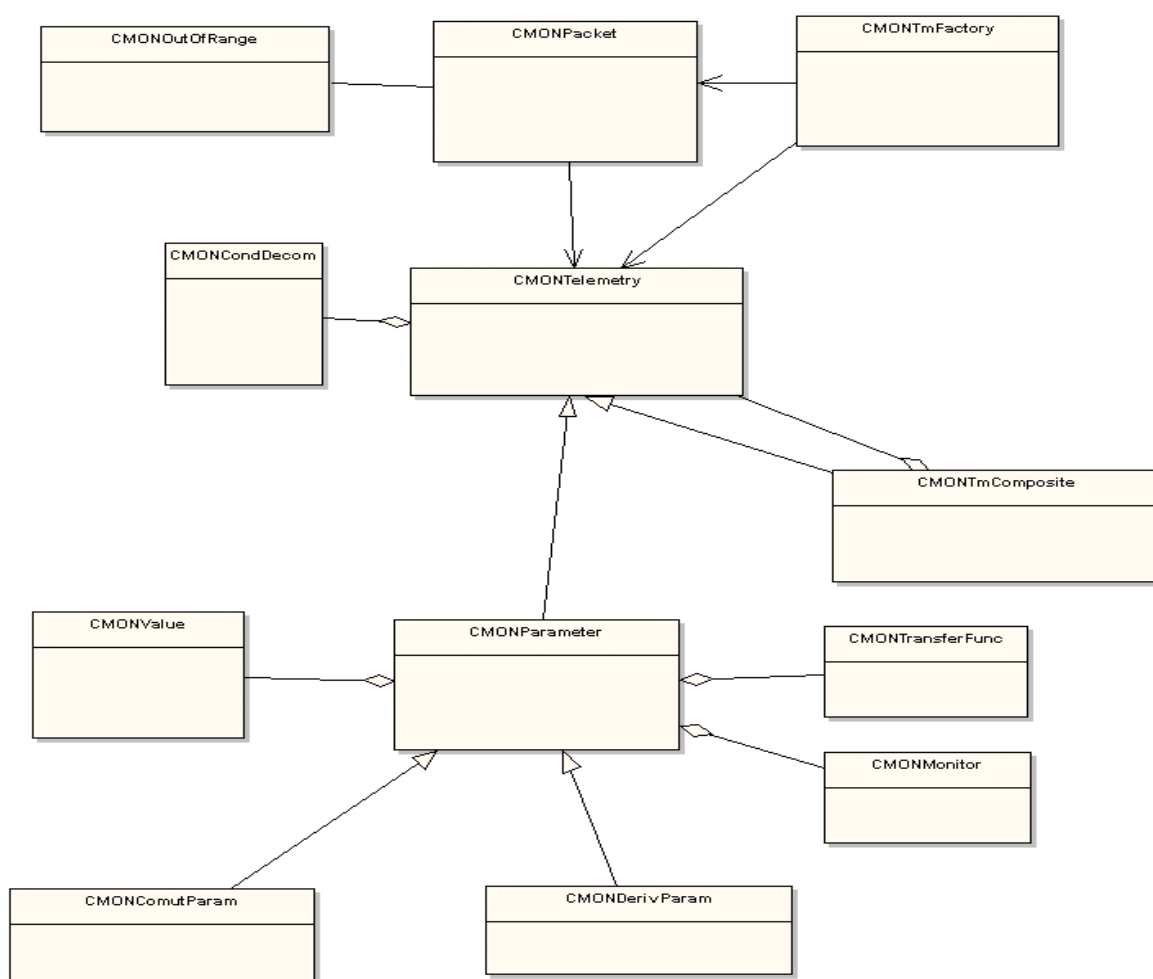 CMONOutOfRange
CMONPacket
CMONTmFactory
CMONCondDecom
CMONTelemetry
CMONTmComposite
CMONValue
CMONParameter
CMONTransferFunc
CMONMonitor
CMONComutParam
CMONDerivParam